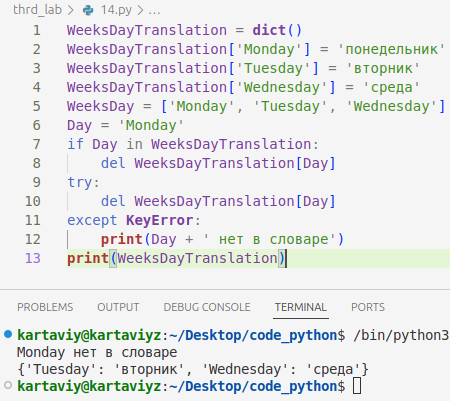 thrd_lab > 14.py > ...
1 WeeksDayTranslation = dict()
2 WeeksDayTranslation['Monday'] = 'понедельник'
3 WeeksDayTranslation['Tuesday'] = 'вторник'
4 WeeksDayTranslation['Wednesday'] = 'среда'
5 WeeksDay = ['Monday', 'Tuesday', 'Wednesday']
6 Day = 'Monday'
7 if Day in WeeksDayTranslation:
8     del WeeksDayTranslation[Day]
9 try:
10     del WeeksDayTranslation[Day]
11 except KeyError:
12     print(Day + ' нет в словаре')
13 print(WeeksDayTranslation)
PROBLEMS OUTPUT DEBUG CONSOLE TERMINAL PORTS
kartaviy@kartaviyz:~/Desktop/code_python$ /bin/python3
Monday нет в словаре
{'Tuesday': 'вторник', 'Wednesday': 'среда'}
kartaviy@kartaviyz:~/Desktop/code_python$